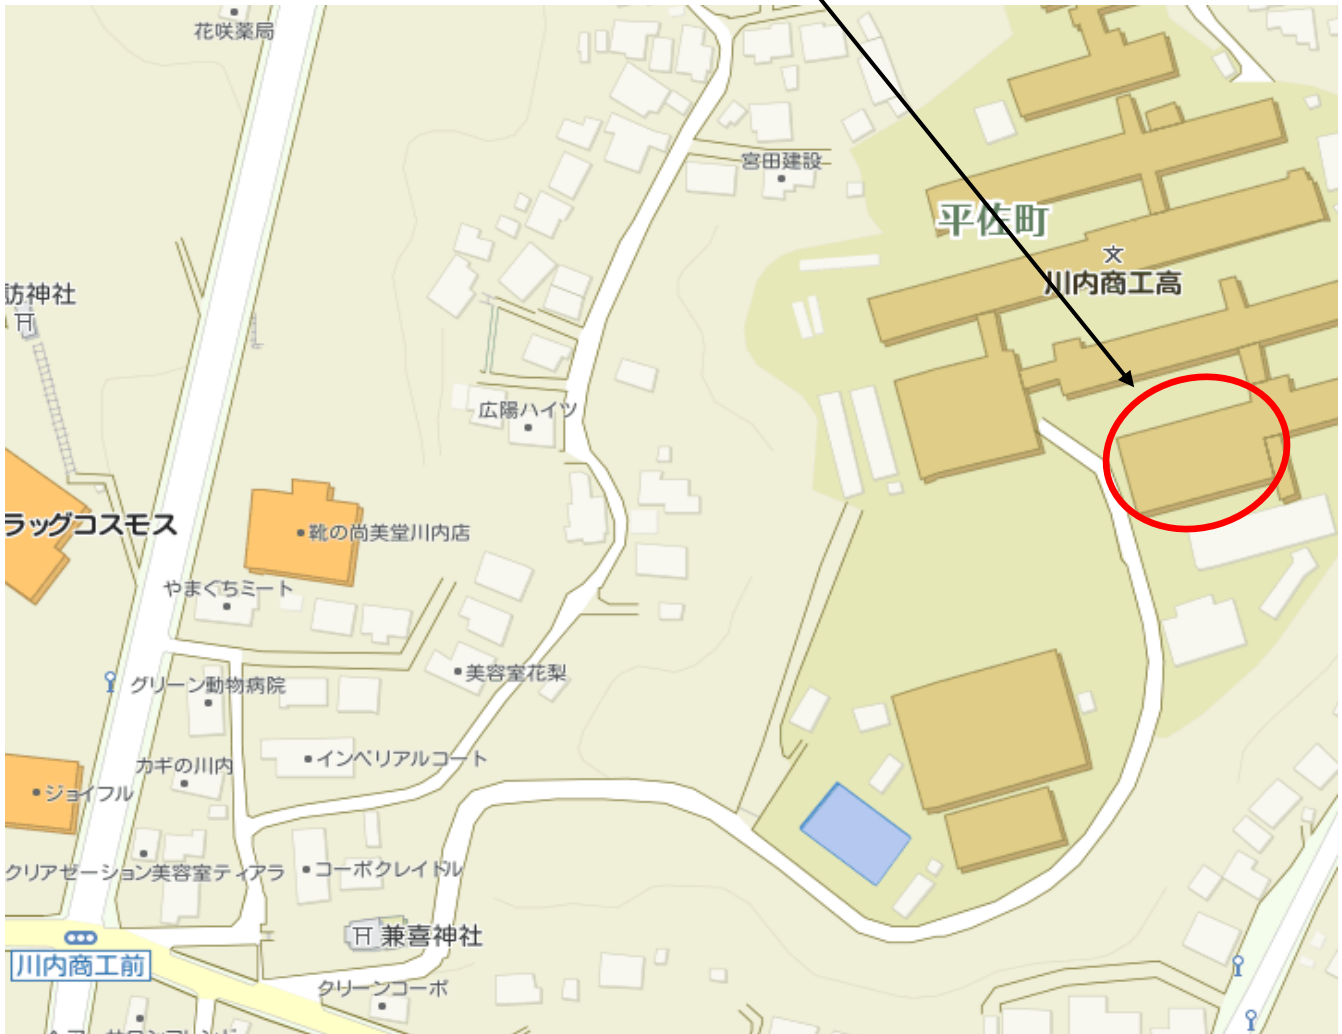 花咲薬局
宮田建設
平佐町
川内商工高
訪神社
広陽ハイツ
ラッグコスモス
靴の尚美堂川内店
やまぐちミート
美容室花梨
グリーン動物病院
インペリアルコート
カギの川内
ジョイフル
クリアゼーション美容室ティアラ
コーポクレイドル
兼喜神社
川内商工前
クリーンコーポ